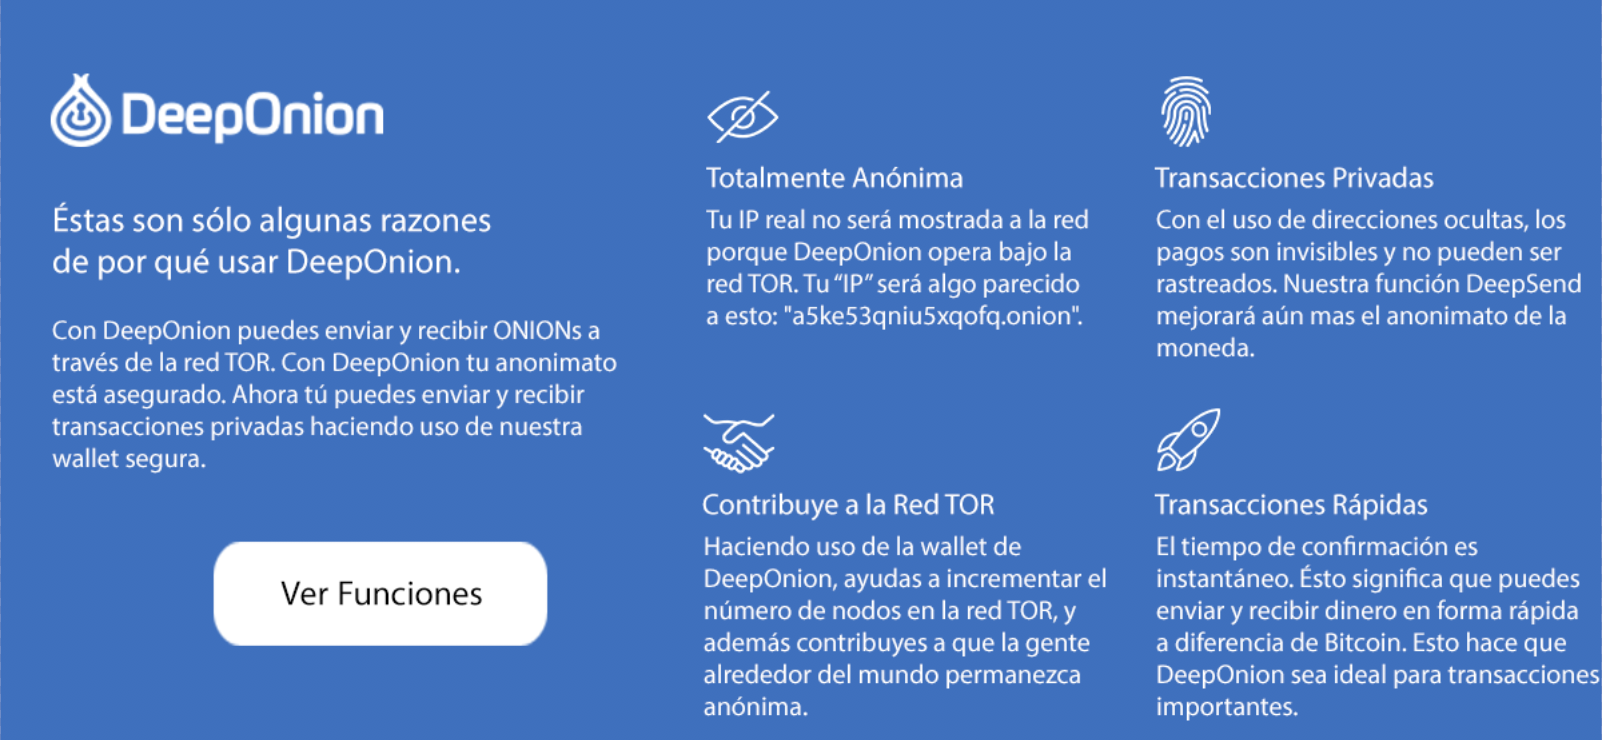 DeepOnion
Éstas son sólo algunas razones
de por qué usar DeepOnion.
Con DeepOnion puedes enviar y recibir ONIONs a
través de la red TOR. Con DeepOnion tu anonimato
está asegurado. Ahora tú puedes enviar y recibir
transacciones privadas haciendo uso de nuestra
wallet segura.
Ver Funciones
Totalmente Anónima
Tu IP real no será mostrada a la red
porque DeepOnion opera bajo la
red TOR. Tu “IP” será algo parecido
a esto: "a5ke53qniu5xqofq.onion".
Transacciones Privadas
Con el uso de direcciones ocultas, los
pagos son invisibles y no pueden ser
rastreados. Nuestra función DeepSend
mejorará aún mas el anonimato de la
moneda.
Contribuye a la Red TOR
Haciendo uso de la wallet de
DeepOnion, ayudas a incrementar el
número de nodos en la red TOR, y
además contribuyes a que la gente
alrededor del mundo permanezca
anónima.
Transacciones Rápidas
El tiempo de confirmación es
instantáneo. Ésto significa que puedes
enviar y recibir dinero en forma rápida
a diferencia de Bitcoin. Esto hace que
DeepOnion sea ideal para transacciones
importantes.